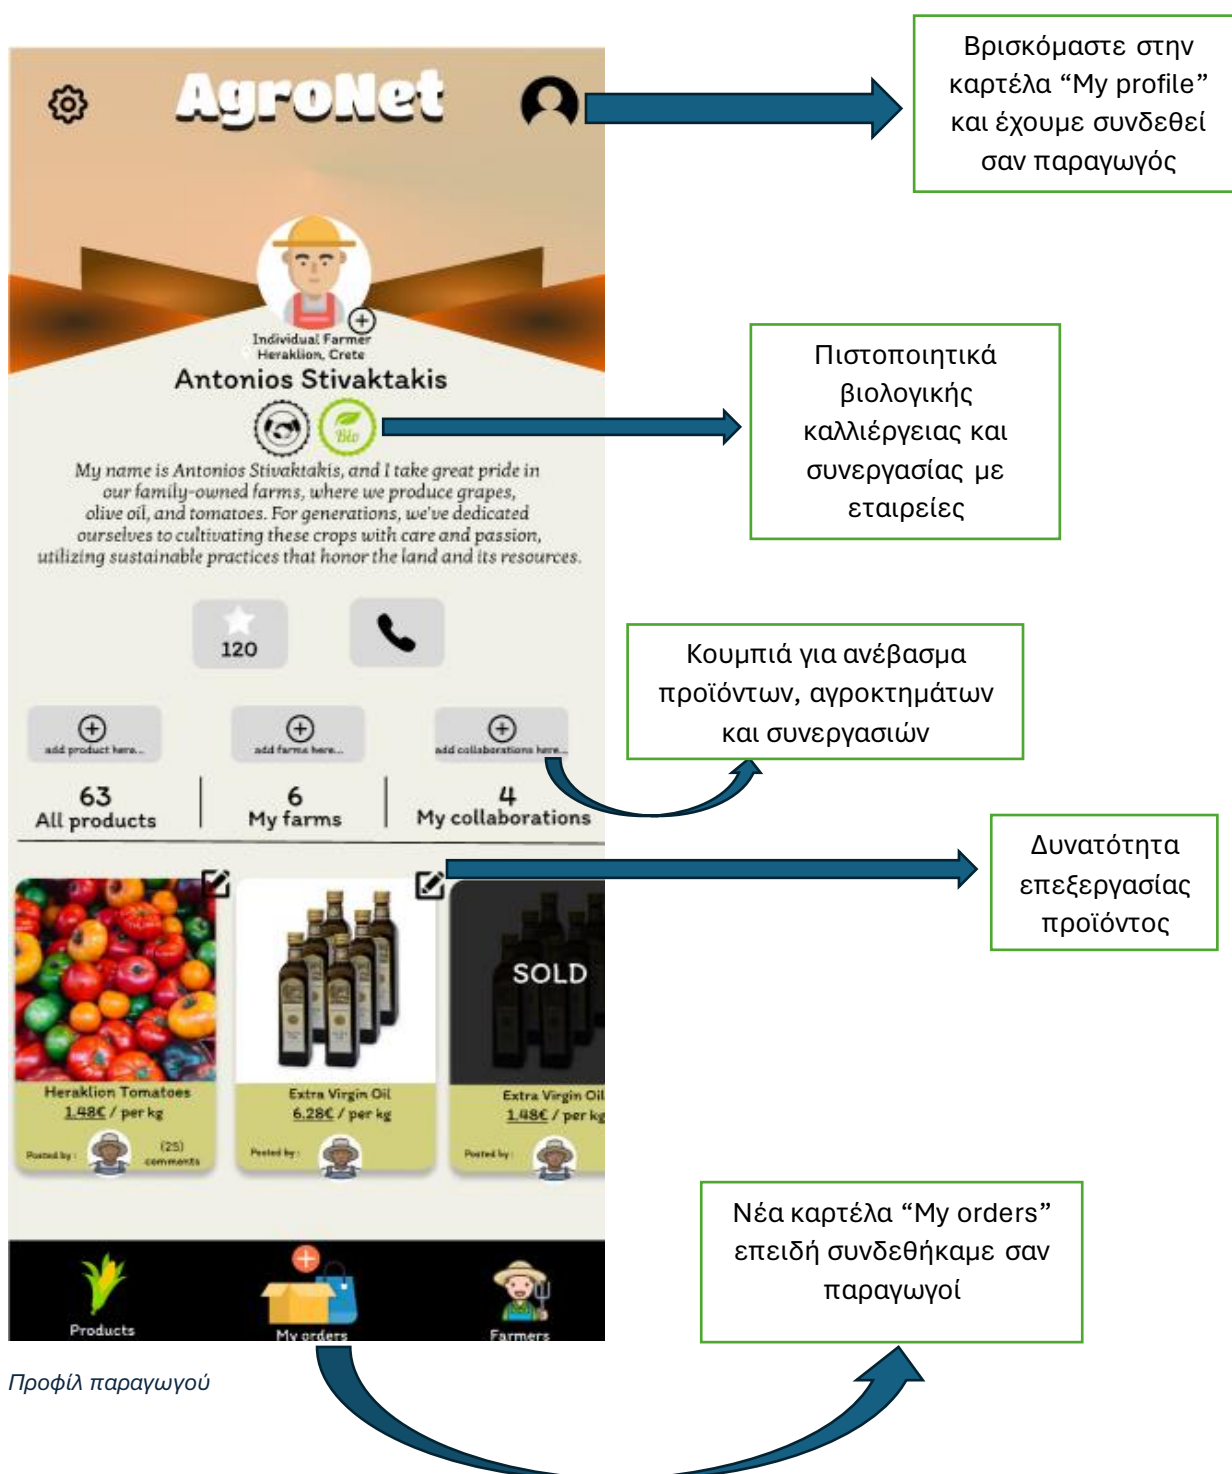 AgroNet
Βρισκόμαστε στην
καρτέλα “My profile”
και έχουμε συνδεθεί
σαν παραγωγός
Individual Farmer
Heraklion, Crete
Antonios Stivaktakis
Bio
Πιστοποιητικά
βιολογικής
καλλιέργειας και
συνεργασίας με
εταιρείες
My name is Antonios Stivaktakis, and I take great pride in
our family-owned farms, where we produce grapes,
olive oil, and tomatoes. For generations, we've dedicated
ourselves to cultivating these crops with care and passion,
utilizing sustainable practices that honor the land and its resources.
120
Κουμπιά για ανέβασμα
προϊόντων, αγροκτημάτων
και συνεργασιών
add product here...
add farms here...
add collaborations here...
63
All products
6
My farms
4
My collaborations
Δυνατότητα
επεξεργασίας
προϊόντος
SOLD
Heraklion Tomatoes
1.48€ / per kg
Posted by :
(25)
comments
Extra Virgin Oil
6.28€ / per kg
Posted by :
Extra Virgin Oil
1.48€ / per kg
Posted by :
Νέα καρτέλα “My orders”
επειδή συνδεθήκαμε σαν
παραγωγοί
Products
My orders
Farmers
Προφίλ παραγωγού